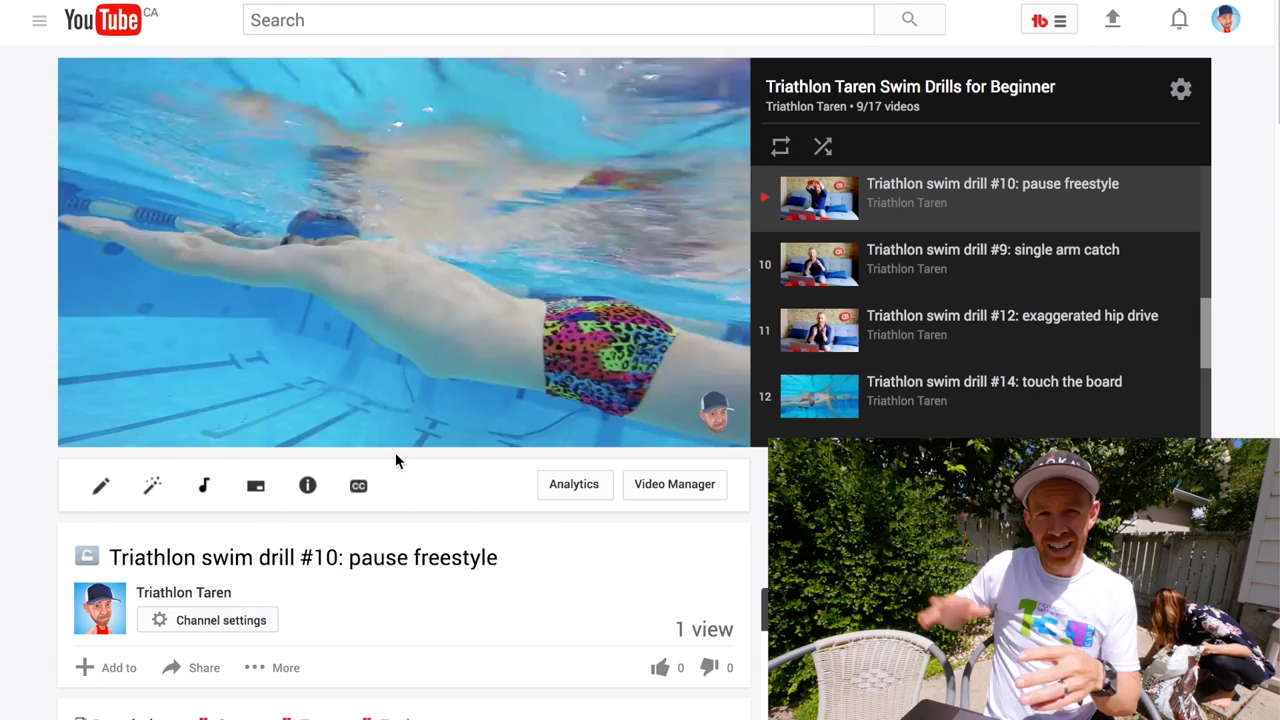 YouTube CA
Search
Triathlon Taren Swim Drills for Beginner
Triathlon Taren • 9/17 videos
Triathlon swim drill #10: pause freestyle
Triathlon Taren
10
Triathlon swim drill #9: single arm catch
Triathlon Taren
11
Triathlon swim drill #12: exaggerated hip drive
Triathlon Taren
12
Triathlon swim drill #14: touch the board
Triathlon Taren
CC
Analytics
Video Manager
Triathlon swim drill #10: pause freestyle
Triathlon Taren
Channel settings
1 view
Add to
Share
More
0
0